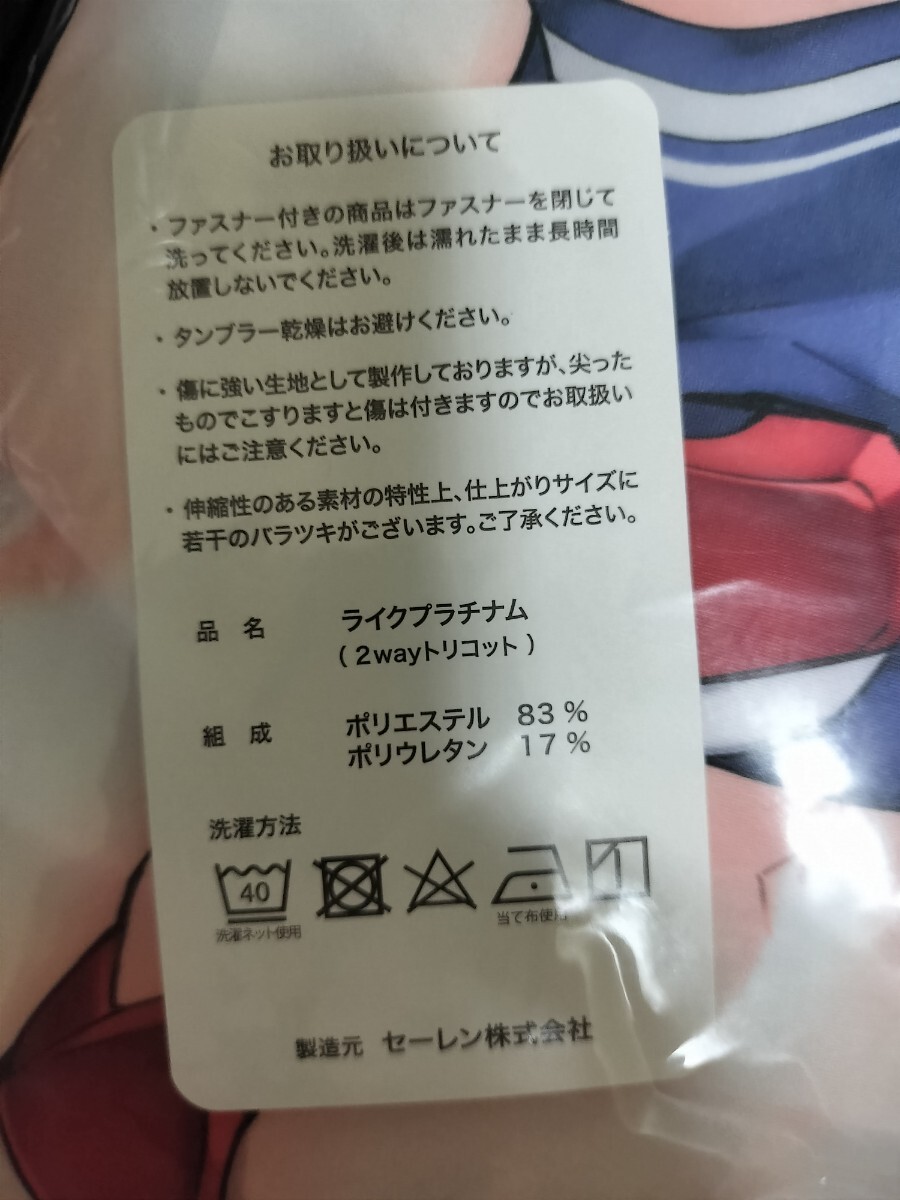 お取り扱いについて
・ファスナー付きの商品はファスナーを閉じて
洗ってください。洗濯後は濡れたまま長時間
放置しないでください。
・タンブラー乾燥はお避けください。
・傷に強い生地として製作しておりますが、尖った
ものでこすりますと傷は付きますのでお取扱い
にはご注意ください。
・伸縮性のある素材の特性上、仕上がりサイズに
若干のバラツキがございます。ご了承ください。
品 名 ライクプラチナム
( 2wayトリコット )
組 成 ポリエステル 83 %
ポリウレタン 17 %
洗濯方法
40
洗濯ネット使用 当て布使用
製造元 セーレン株式会社